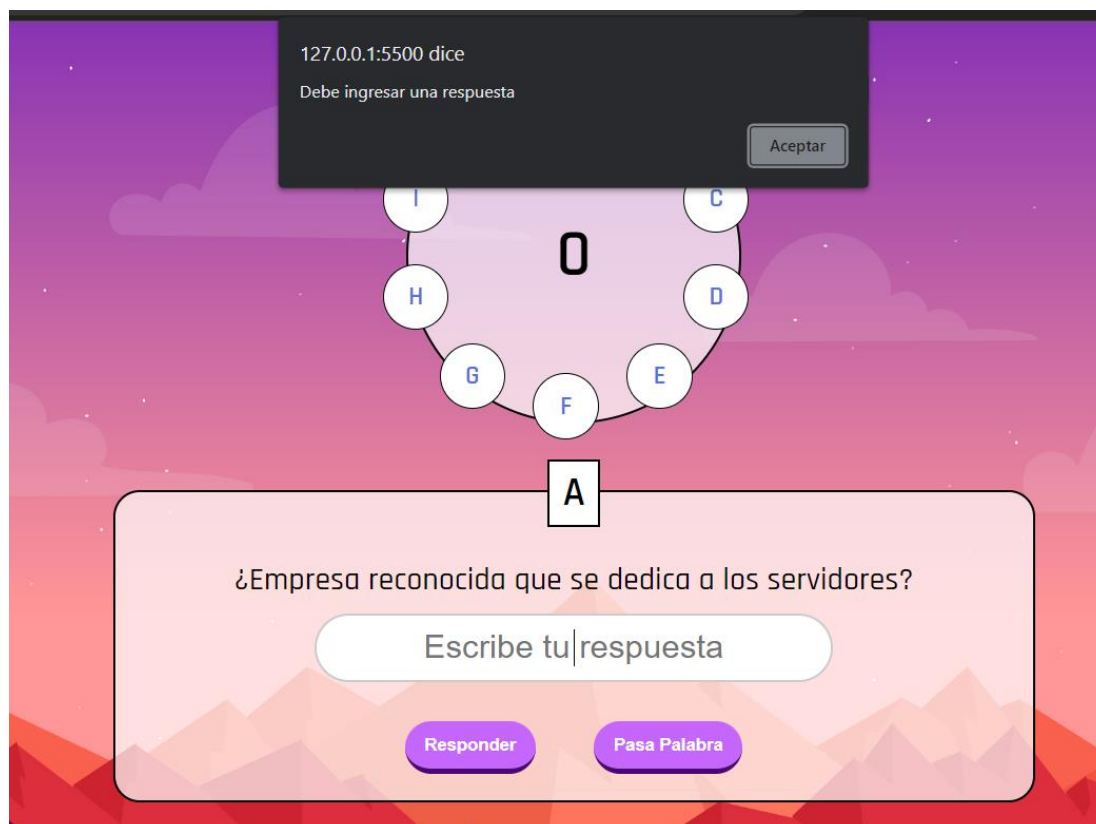 127.0.0.1:5500 dice
Debe ingresar una respuesta
Aceptar
I
C
0
H
D
G
E
F
A
¿Empresa reconocida que se dedica a los servidores?
Escribe tu respuesta
Responder
Pasa Palabra